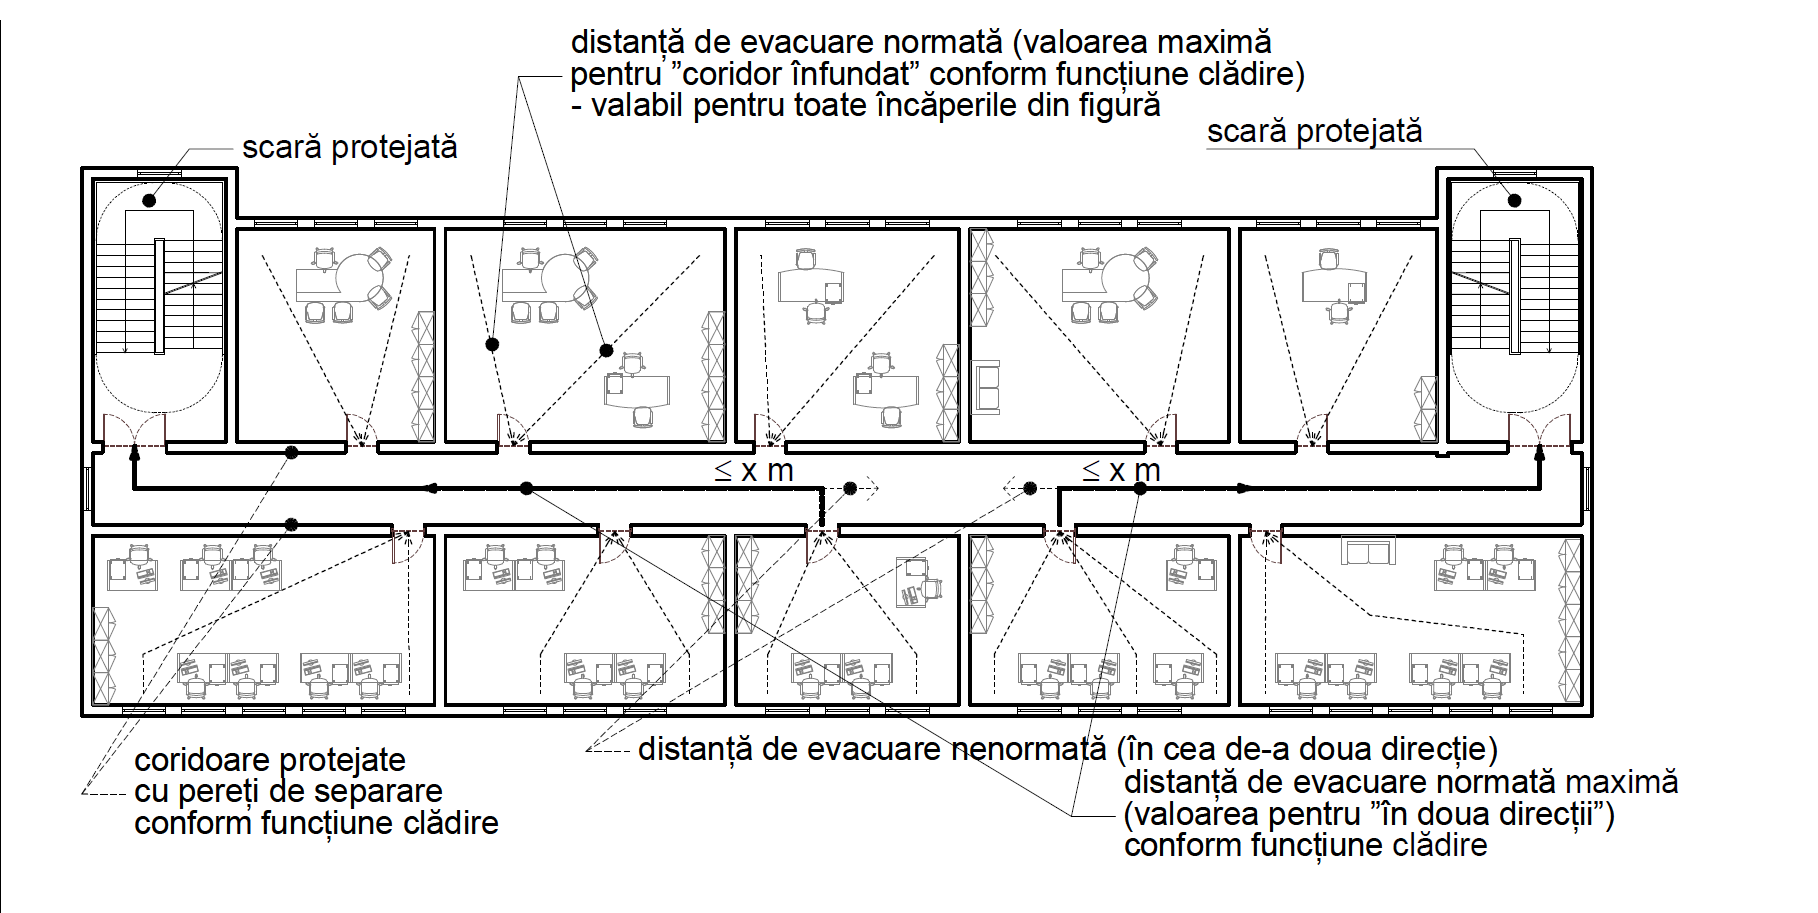 distanță de evacuare normată (valoarea maximă
pentru ”coridor înfundat” conform funcțiune clădire)
- valabil pentru toate încăperile din figură
scară protejată
scară protejată
≤ x m
≤ x m
distanță de evacuare nenormată (în cea de-a doua direcție)
coridoare protejate
cu pereți de separare
conform funcțiune clădire
distanță de evacuare normată maximă
(valoarea pentru ”în doua direcții”)
conform funcțiune clădire